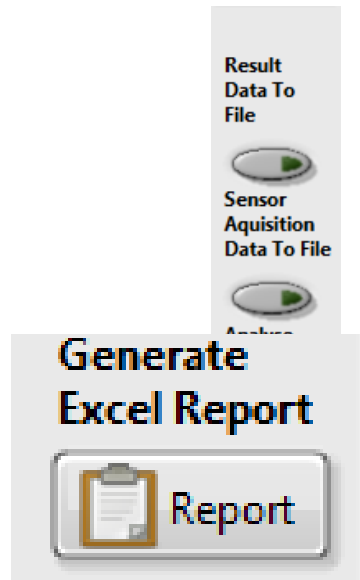 Result
Data To
File
Sensor
Aquisition
Data To File
Generate
Excel Report
Report